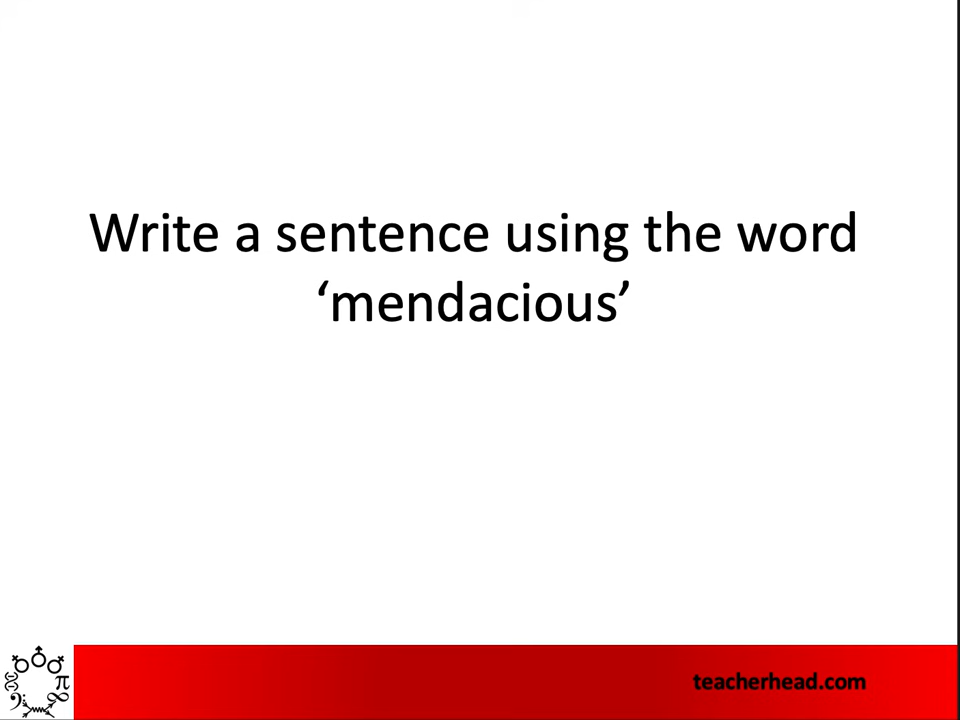 Write a sentence using the word
‘mendacious’
teacherhead.com